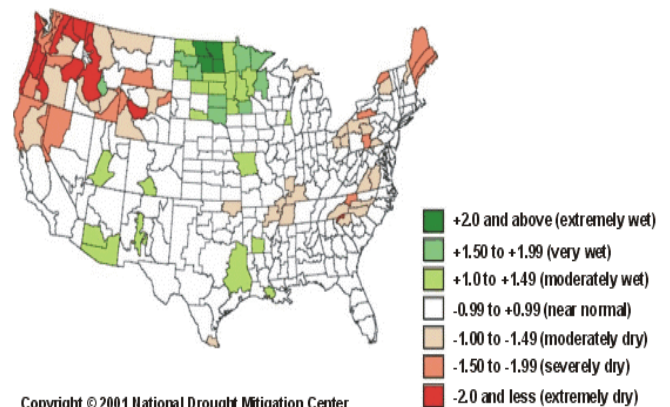 +2.0 and above (extremely wet)
+1.50 to +1.99 (very wet)
+1.0 to +1.49 (moderately wet)
-0.99 to +0.99 (near normal)
-1.00 to -1.49 (moderately dry)
-1.50 to -1.99 (severely dry)
-2.0 and less (extremely dry)
Copyright © 2001 National Drought Mitigation Center